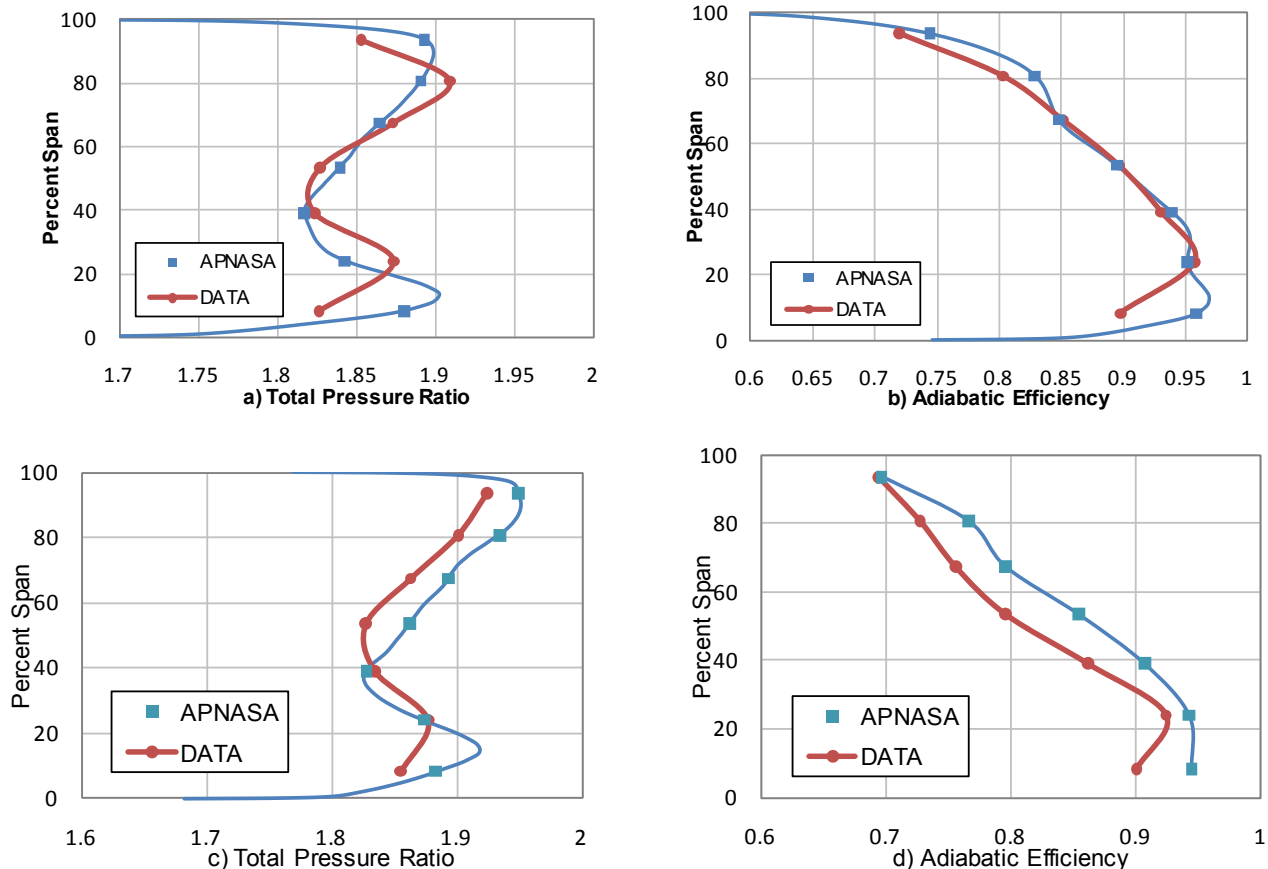 100
80
60
40
20
0
Percent Span
APNASA
DATA
1.7 1.75 1.8 1.85 1.9 1.95 2
a) Total Pressure Ratio
100
80
60
40
20
0
Percent Span
APNASA
DATA
0.6 0.65 0.7 0.75 0.8 0.85 0.9 0.95 1
b) Adiabatic Efficiency
100
80
60
40
20
0
Percent Span
APNASA
DATA
1.6 1.7 1.8 1.9 2
c) Total Pressure Ratio
100
80
60
40
20
0
Percent Span
APNASA
DATA
0.6 0.7 0.8 0.9 1
d) Adiabatic Efficiency